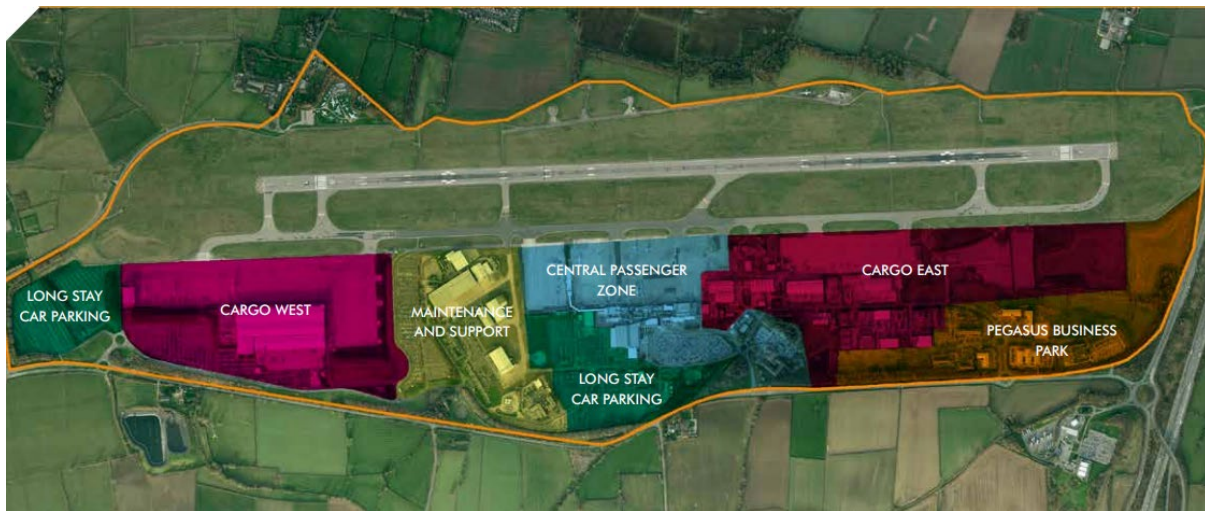 LONG STAY
CAR PARKING
CARGO WEST
MAINTENANCE
AND SUPPORT
CENTRAL PASSENGER
ZONE
LONG STAY
CAR PARKING
CARGO EAST
PEGASUS BUSINESS
PARK